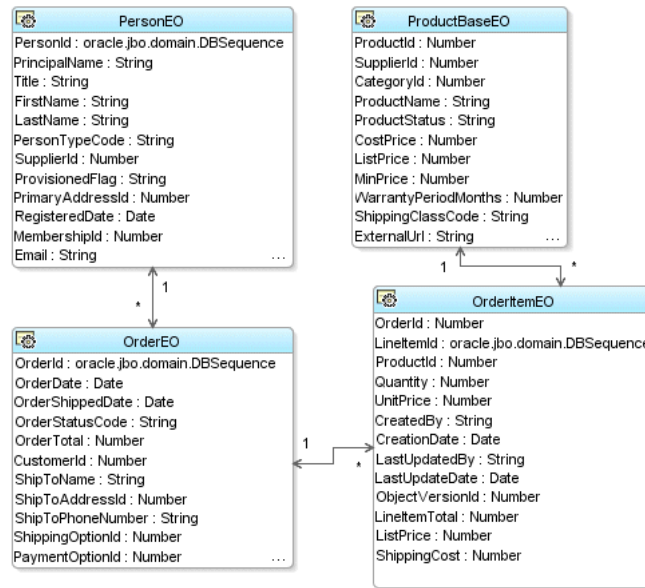 PersonEO
PersonId : oracle.jbo.domain.DBSequence
PrincipalName : String
Title : String
FirstName : String
LastName : String
PersonTypeCode : String
SupplierId : Number
ProvisionedFlag : String
PrimaryAddressId : Number
RegisteredDate : Date
MembershipId : Number
Email : String
...
ProductBaseEO
ProductId : Number
SupplierId : Number
CategoryId : Number
ProductName : String
ProductStatus : String
CostPrice : Number
ListPrice : Number
MinPrice : Number
WarrantyPeriodMonths : Number
ShippingClassCode : String
ExternalUrl : String
...
1
*
1
*
OrderEO
OrderId : oracle.jbo.domain.DBSequence
OrderDate : Date
OrderShippedDate : Date
OrderStatusCode : String
OrderTotal : Number
CustomerId : Number
ShipToName : String
ShipToAddressId : Number
ShipToPhoneNumber : String
ShippingOptionId : Number
PaymentOptionId : Number
...
1
*
OrderItemEO
OrderId : Number
LineItemId : oracle.jbo.domain.DBSequence
ProductId : Number
Quantity : Number
UnitPrice : Number
CreatedBy : String
CreationDate : Date
LastUpdatedBy : String
LastUpdateDate : Date
ObjectVersionId : Number
LineItemTotal : Number
ListPrice : Number
ShippingCost : Number